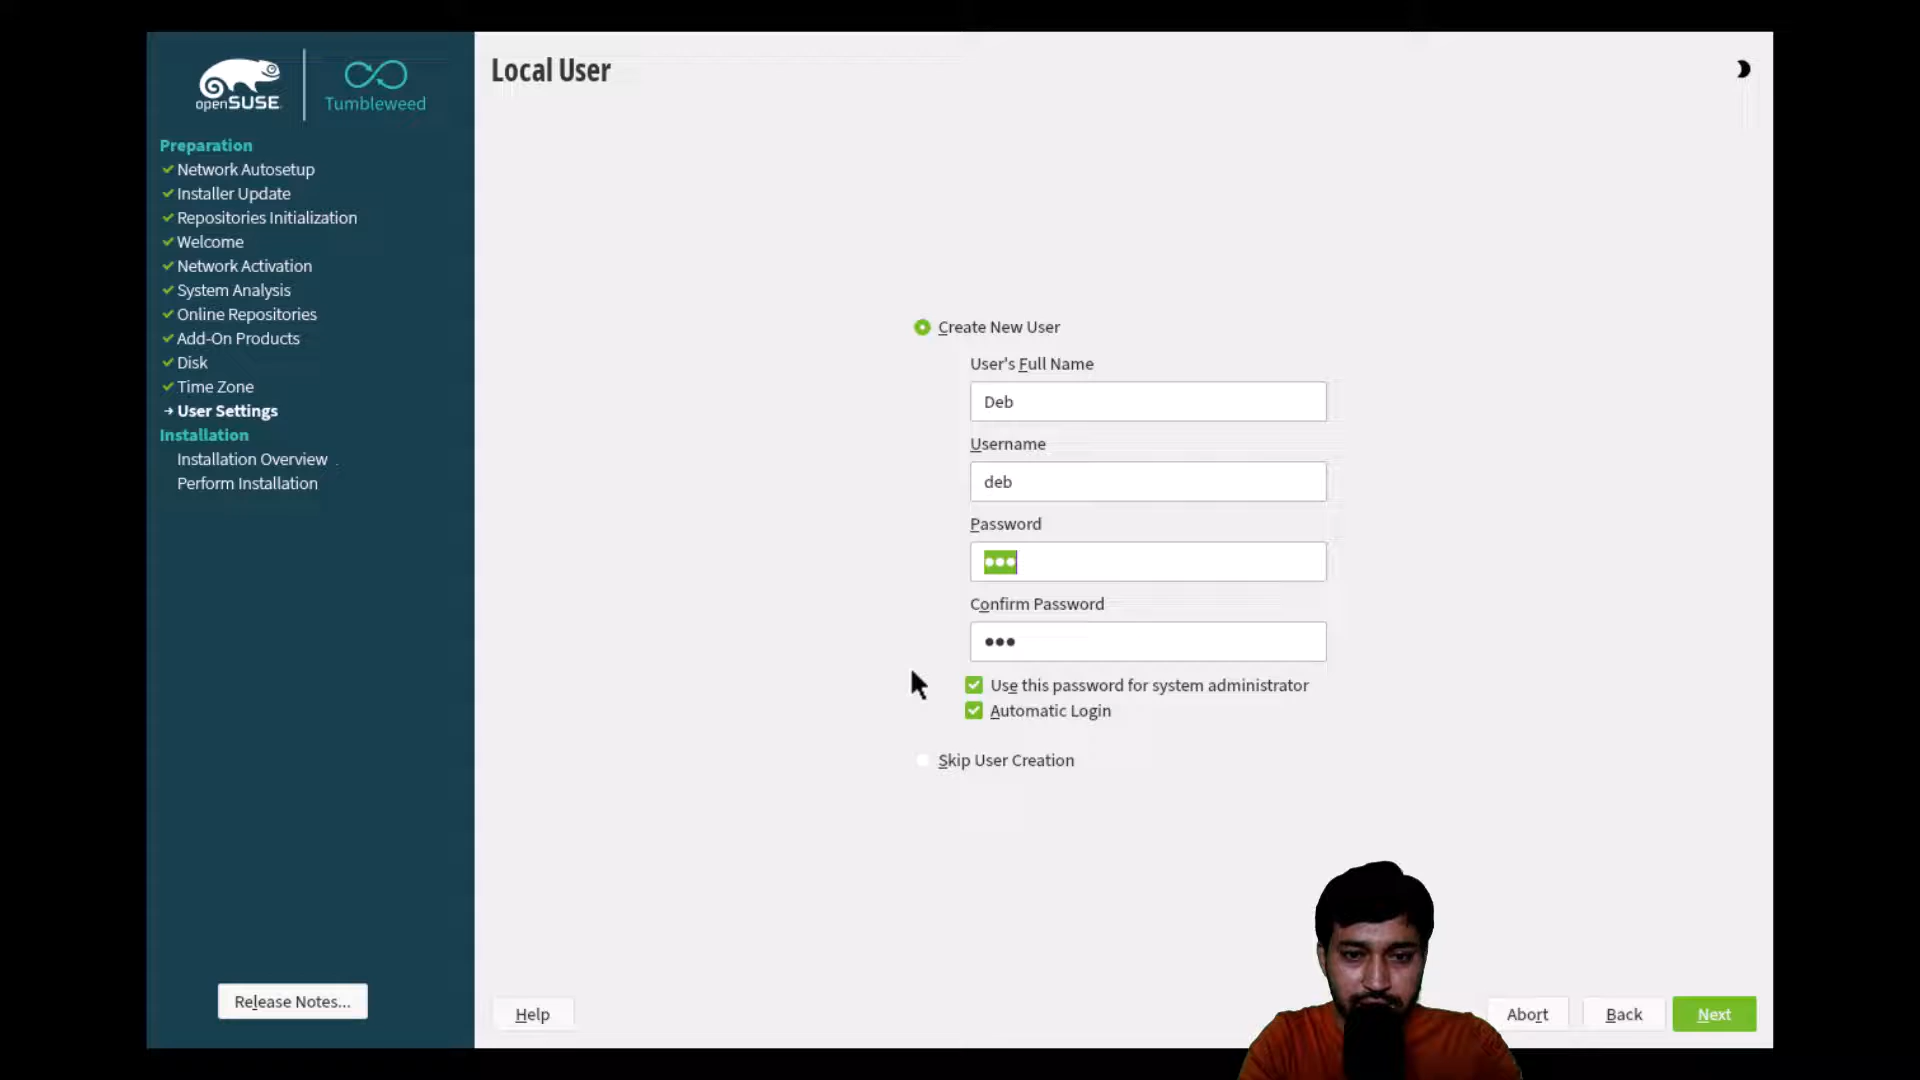 openSUSE
Tumbleweed
Preparation
Network Autosetup
Installer Update
Repositories Initialization
Welcome
Network Activation
System Analysis
Online Repositories
Add-On Products
Disk
Time Zone
User Settings
Installation
Installation Overview
Perform Installation
Release Notes...
Local User
Create New User
User's Full Name
Deb
Username
deb
Password
Confirm Password
Use this password for system administrator
Automatic Login
Skip User Creation
Help
Abort
Back
Next